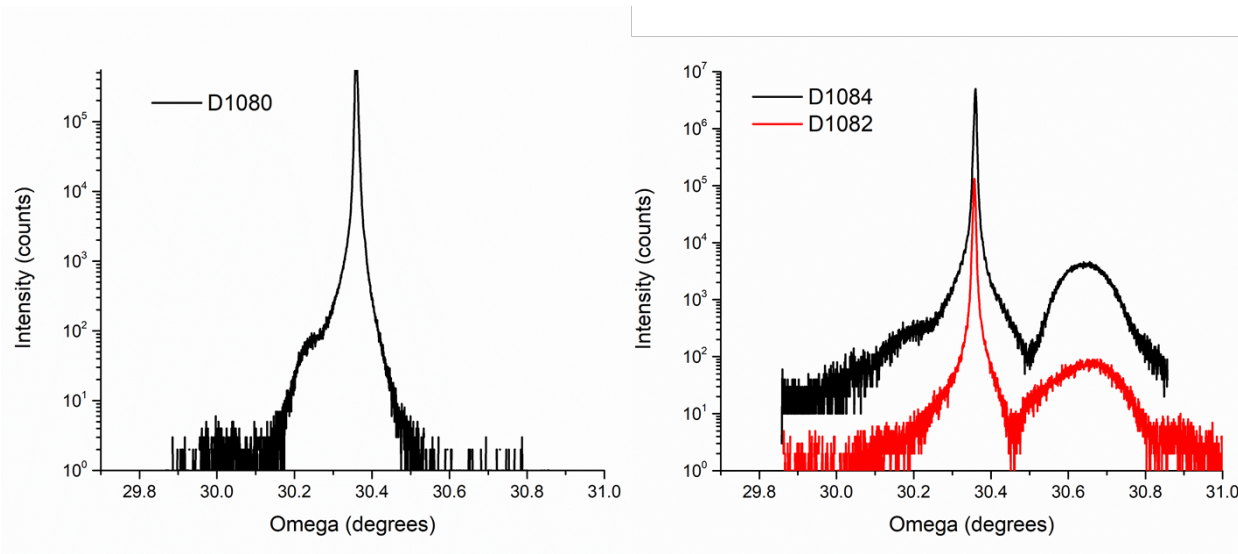 D1080
10⁵
10⁴
10³
10²
10¹
10⁰
29.8 30.0 30.2 30.4 30.6 30.8 31.0
Omega (degrees)
Intensity (counts)
D1084
D1082
10⁷
10⁶
10⁵
10⁴
10³
10²
10¹
10⁰
29.8 30.0 30.2 30.4 30.6 30.8 31.0
Omega (degrees)
Intensity (counts)